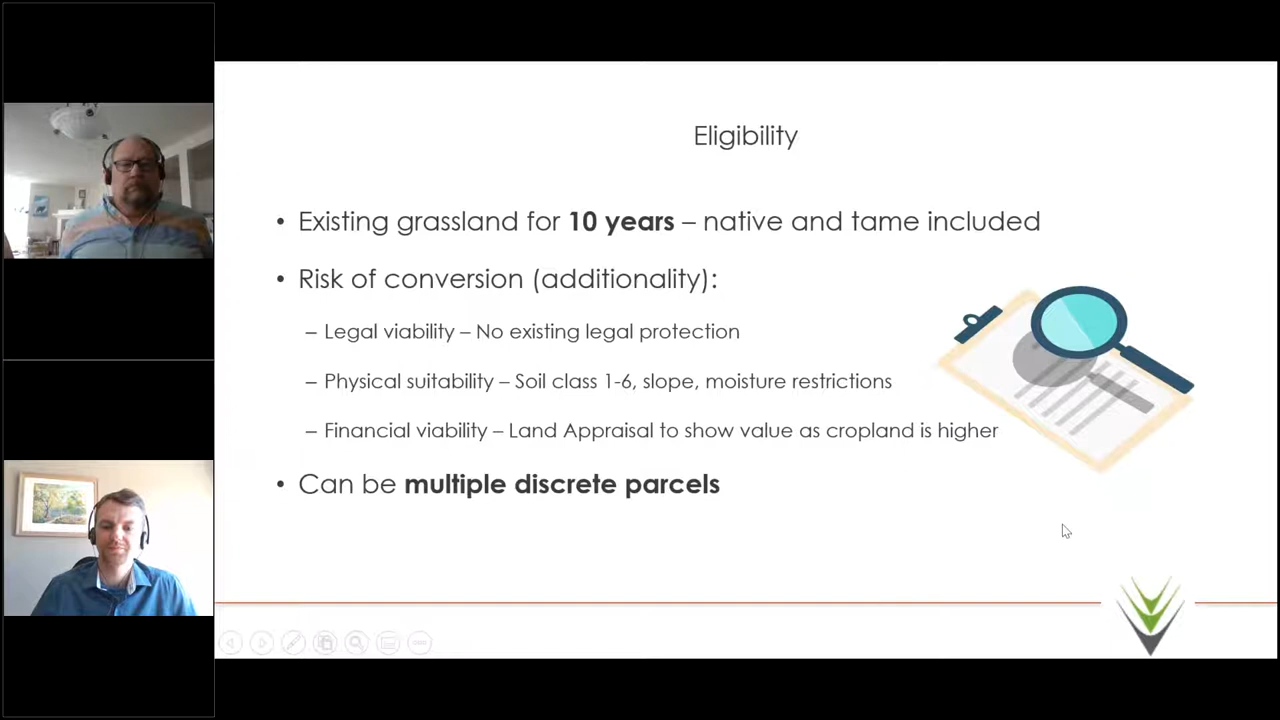 Eligibility
• Existing grassland for 10 years – native and tame included
• Risk of conversion (additionality):
– Legal viability – No existing legal protection
– Physical suitability – Soil class 1-6, slope, moisture restrictions
– Financial viability – Land Appraisal to show value as cropland is higher
• Can be multiple discrete parcels